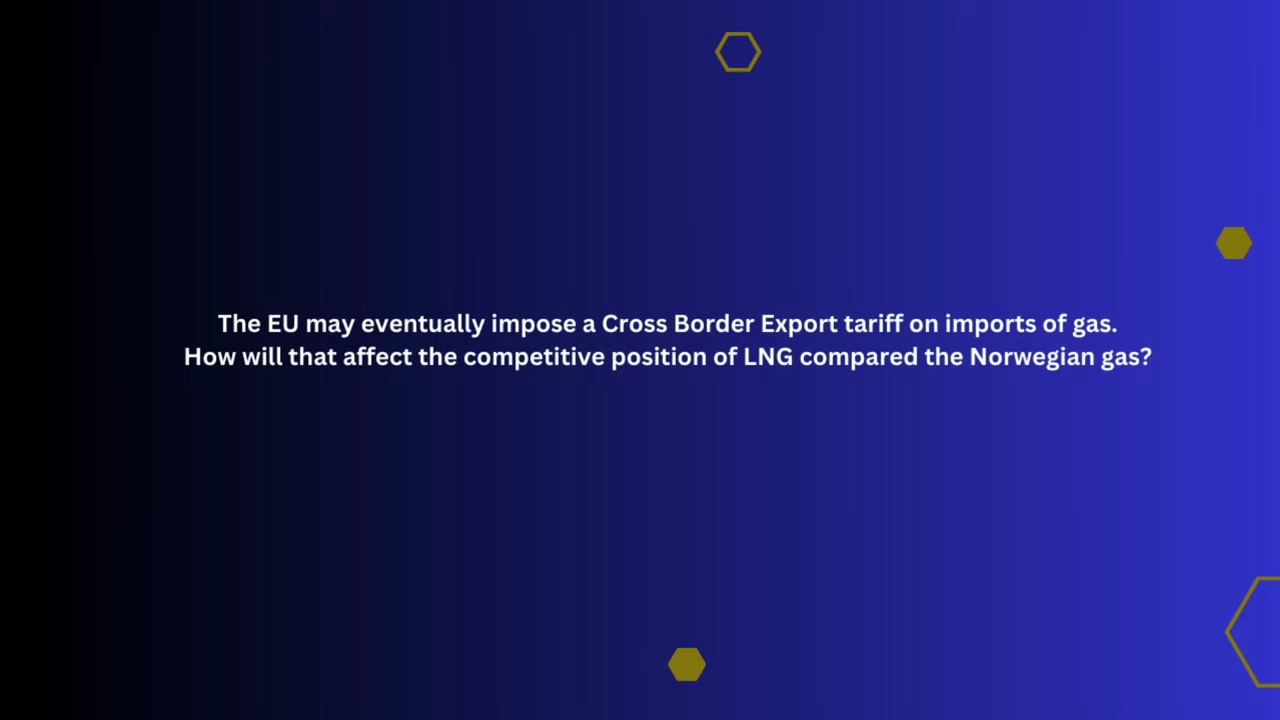 The EU may eventually impose a Cross Border Export tariff on imports of gas.
How will that affect the competitive position of LNG compared the Norwegian gas?